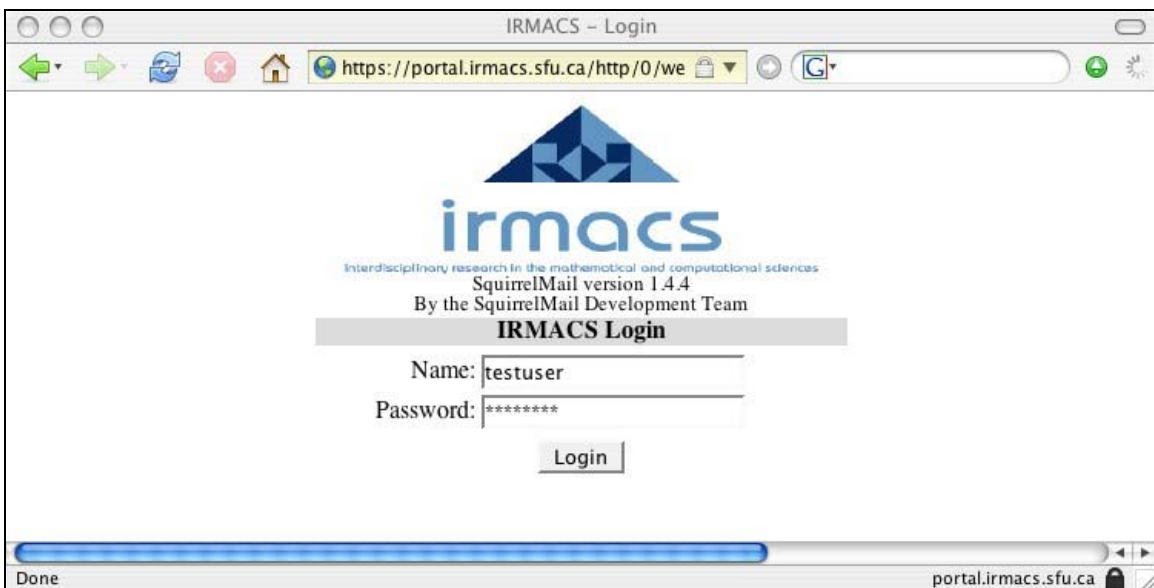 IRMACS – Login
https://portal.irmacs.sfu.ca/http/0/we
G
irmacs
interdisciplinary research in the mathematical and computational sciences
SquirrelMail version 1.4.4
By the SquirrelMail Development Team
IRMACS Login
Name: testuser
Password: ********
Login
Done portal.irmacs.sfu.ca